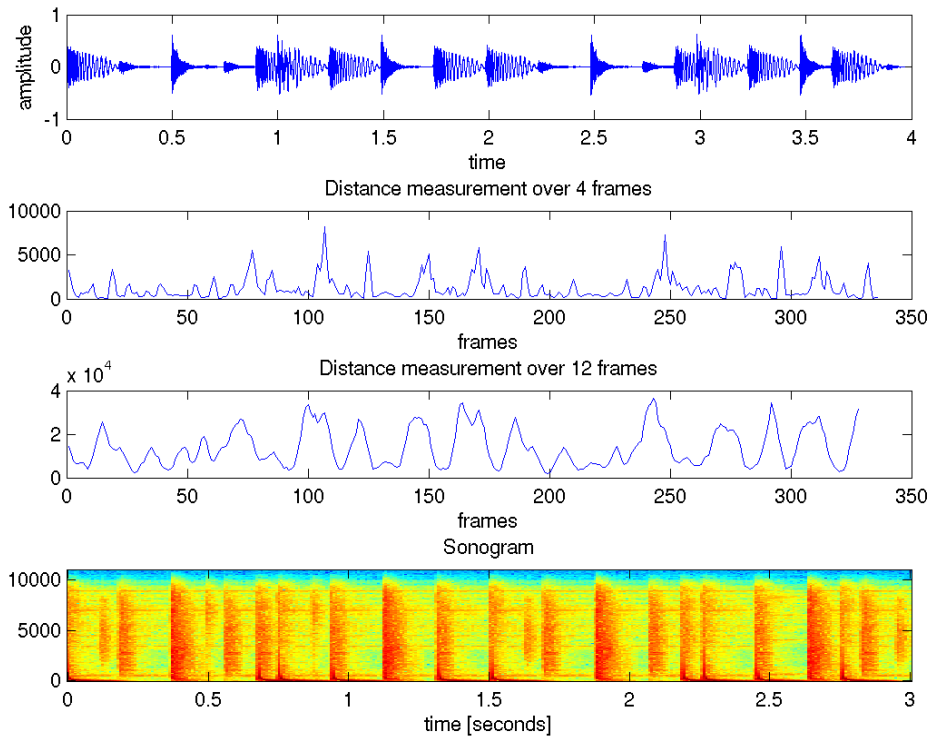 1
0
-1
amplitude
0 0.5 1 1.5 2 2.5 3 3.5 4
time
Distance measurement over 4 frames
10000
5000
0
0 50 100 150 200 250 300 350
frames
Distance measurement over 12 frames
x 10^4
4
2
0
0 50 100 150 200 250 300 350
frames
Sonogram
10000
5000
0
0 0.5 1 1.5 2 2.5 3
time [seconds]